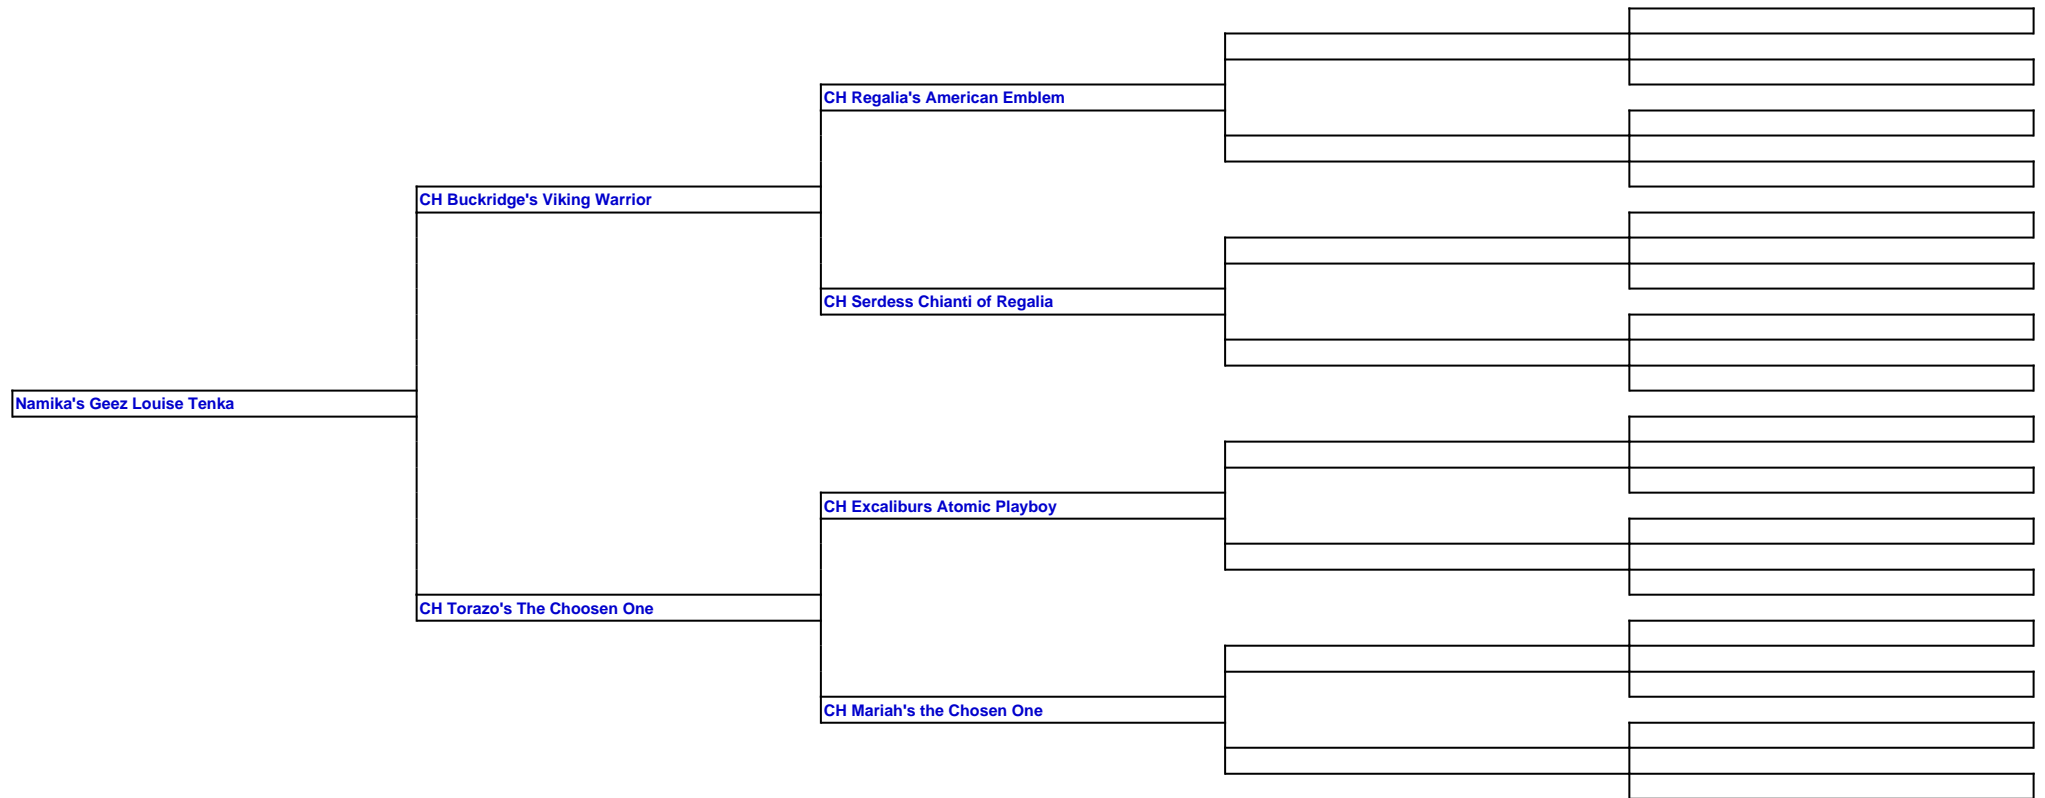 CH Regalia's American Emblem
CH Buckridge's Viking Warrior
CH Serdess Chianti of Regalia
Namika's Geez Louise Tenka
CH Excaliburs Atomic Playboy
CH Torazo's The Choosen One
CH Mariah's the Chosen One